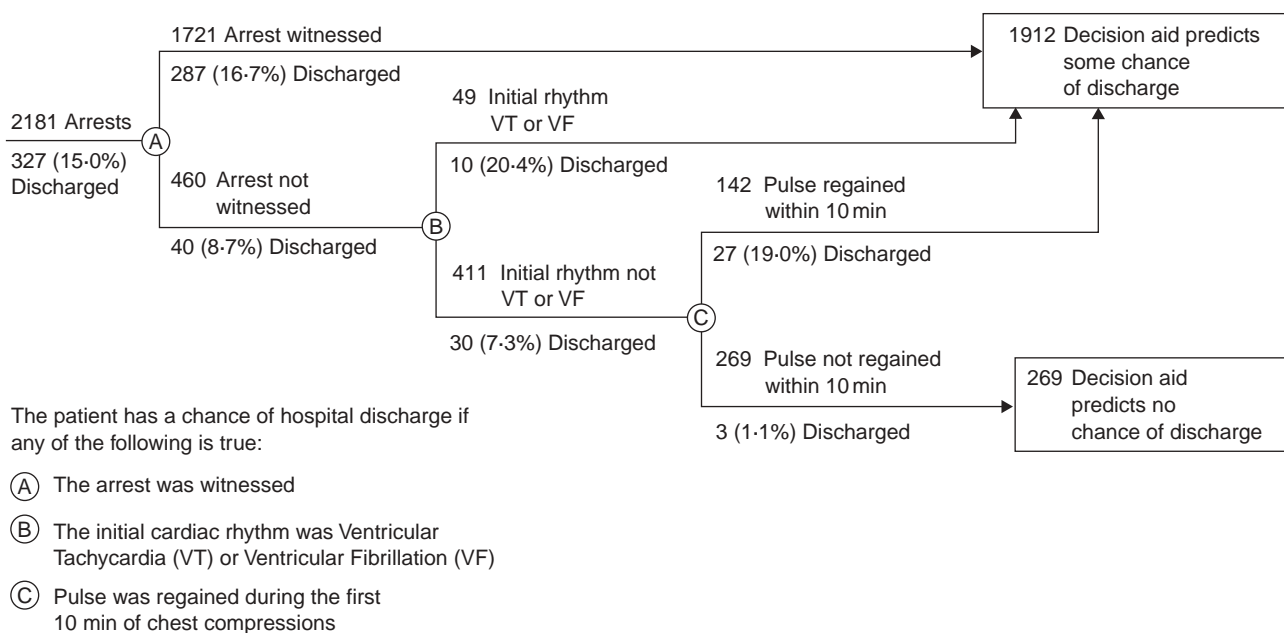 1721 Arrest witnessed
287 (16·7%) Discharged
1912 Decision aid predicts
some chance
of discharge
2181 Arrests
A
327 (15·0%)
Discharged
49 Initial rhythm
VT or VF
10 (20·4%) Discharged
460 Arrest not
witnessed
B
40 (8·7%) Discharged
142 Pulse regained
within 10 min
27 (19·0%) Discharged
411 Initial rhythm not
VT or VF
C
30 (7·3%) Discharged
269 Pulse not regained
within 10 min
3 (1·1%) Discharged
269 Decision aid
predicts no
chance of discharge
The patient has a chance of hospital discharge if
any of the following is true:
A The arrest was witnessed
B The initial cardiac rhythm was Ventricular
Tachycardia (VT) or Ventricular Fibrillation (VF)
C Pulse was regained during the first
10 min of chest compressions